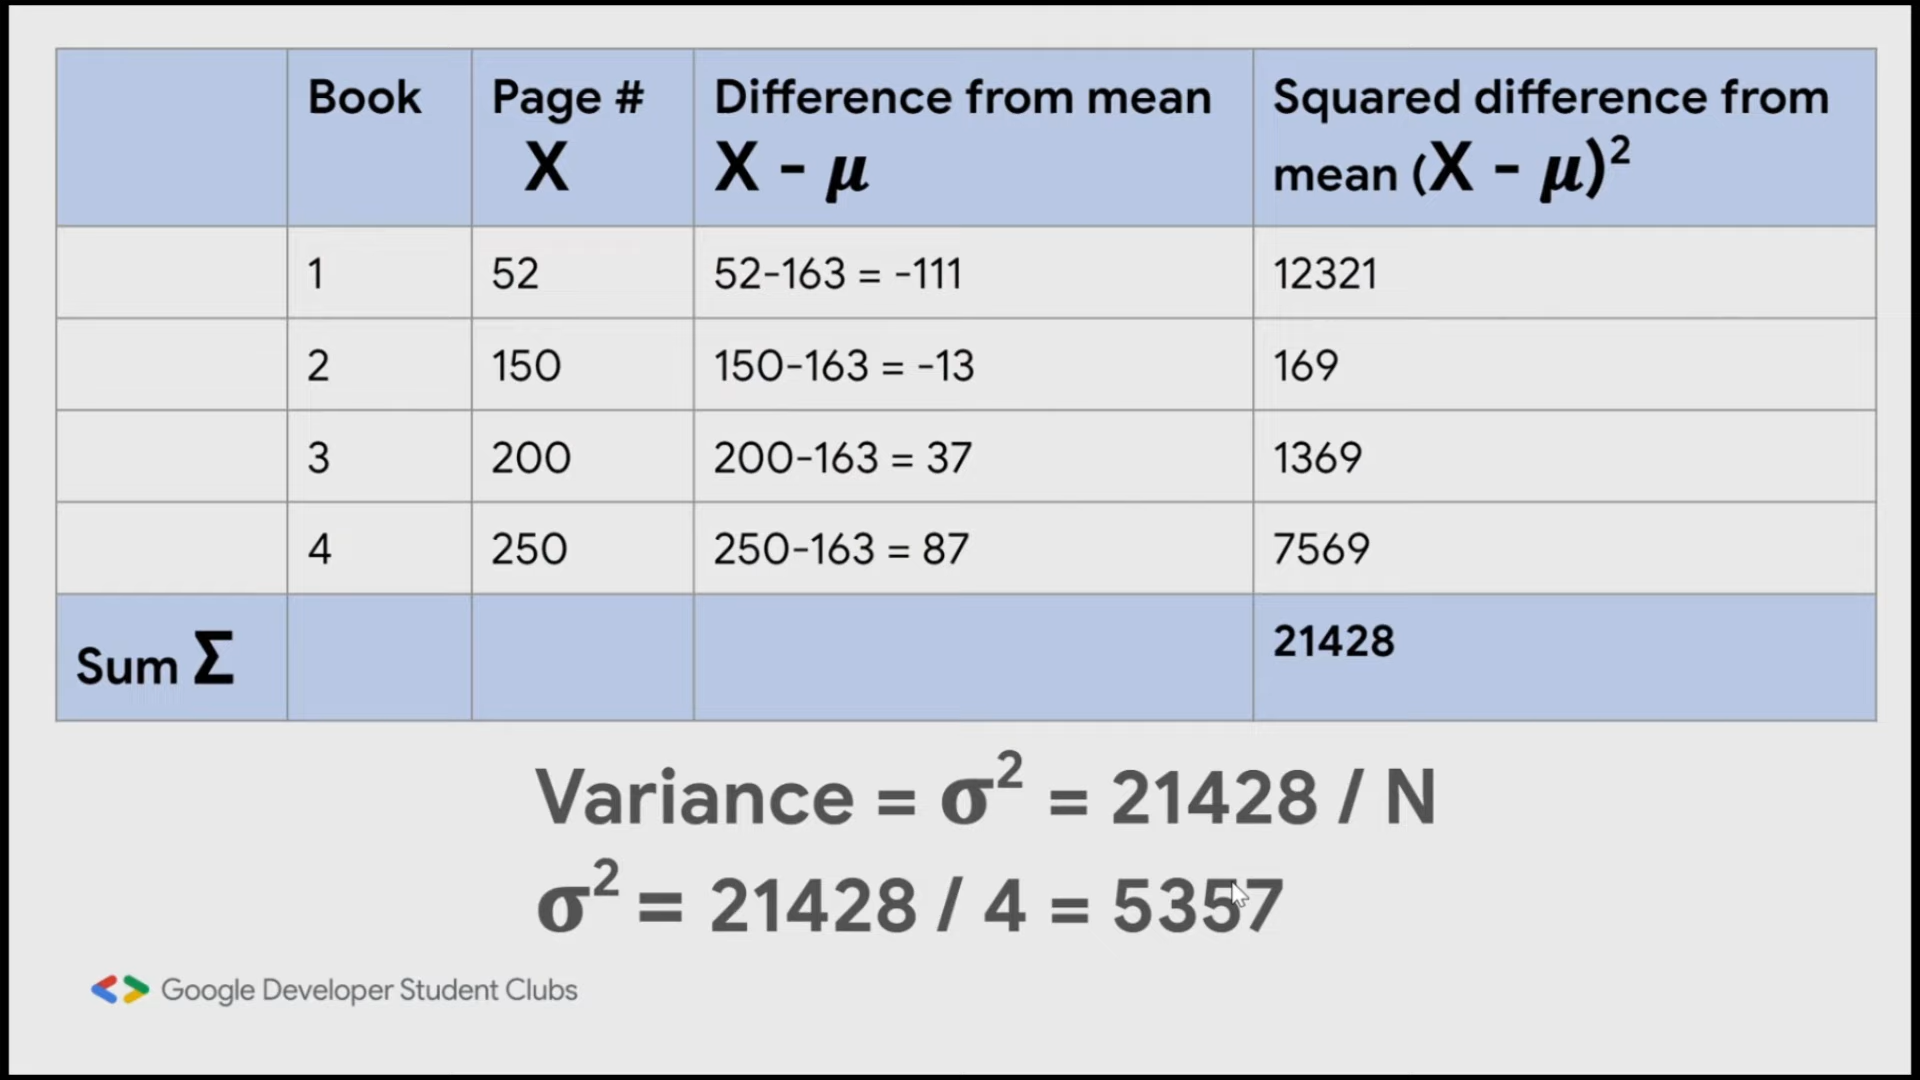 Book Page # Difference from mean Squared difference from
X X - μ mean (X - μ)²
1 52 52-163 = -111 12321
2 150 150-163 = -13 169
3 200 200-163 = 37 1369
4 250 250-163 = 87 7569
Sum Σ 21428
Variance = σ² = 21428 / N
σ² = 21428 / 4 = 5357
Google Developer Student Clubs